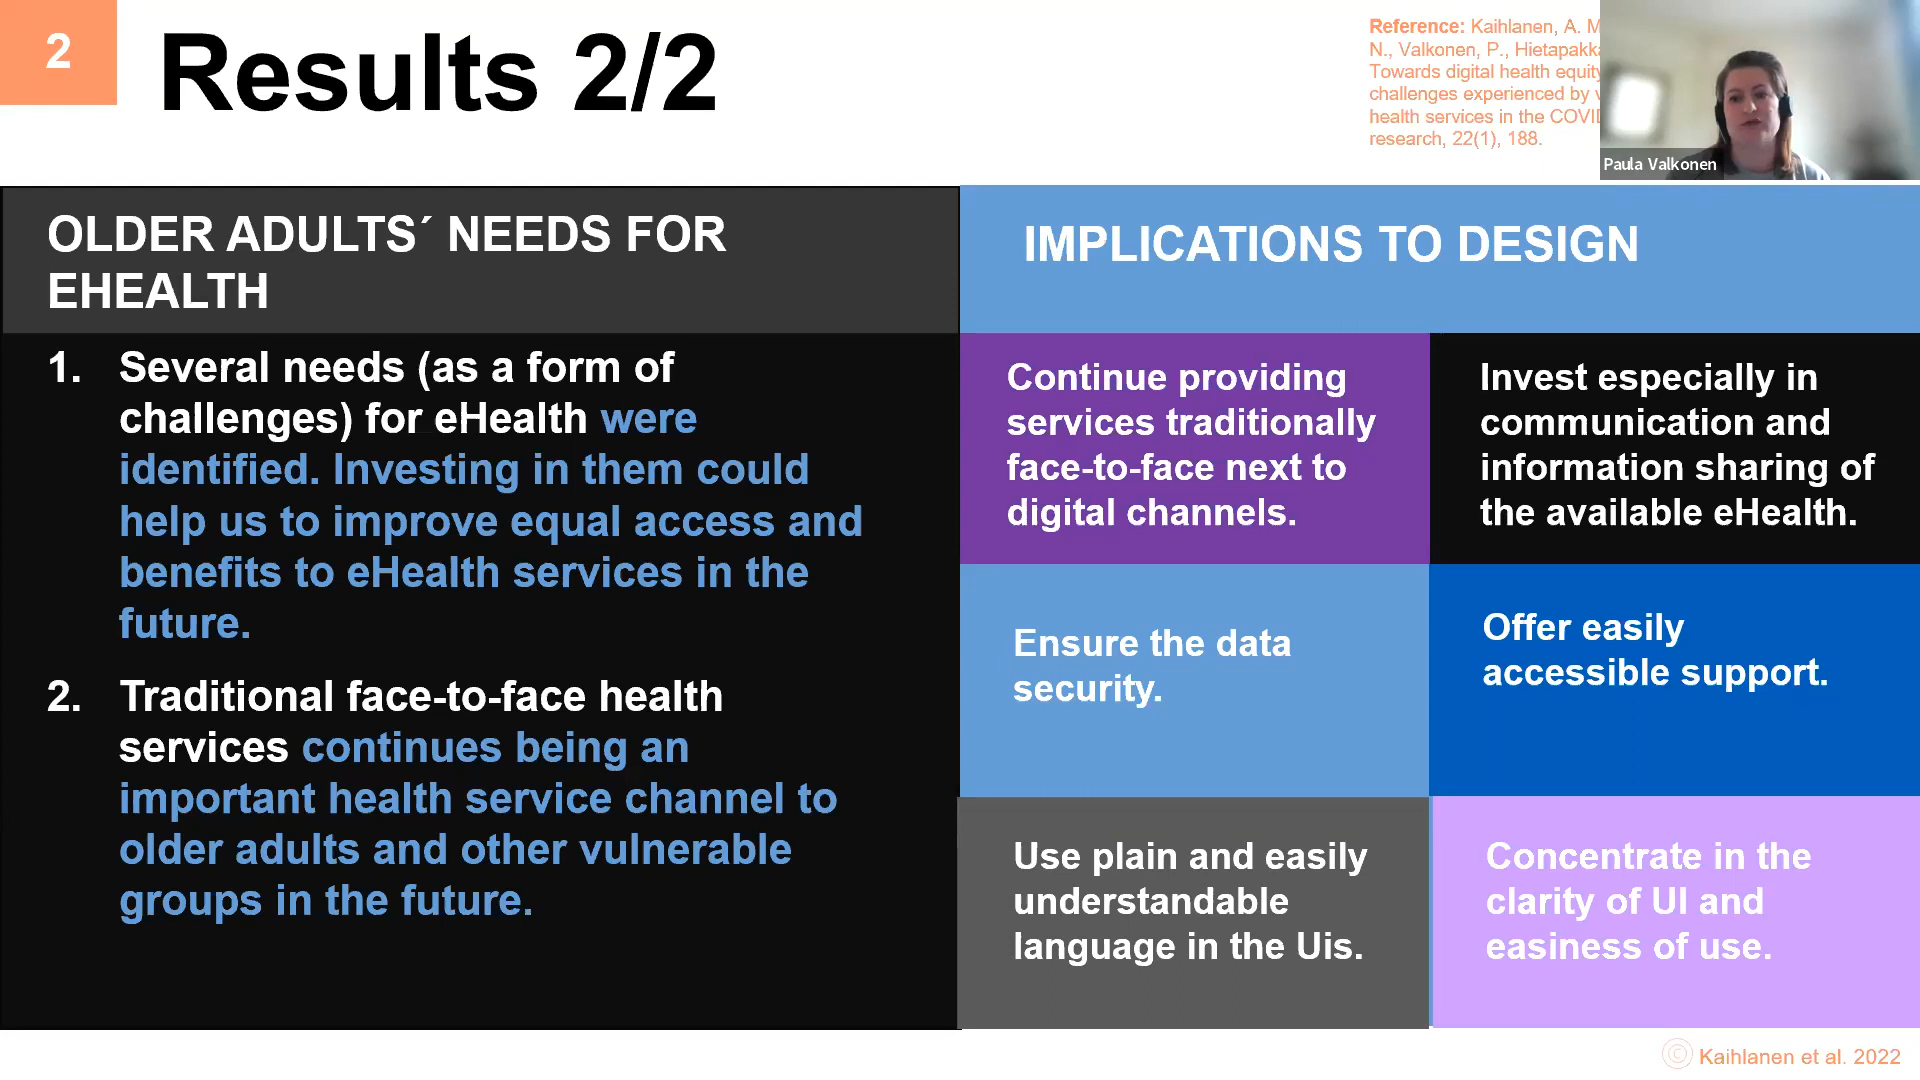 2
Results 2/2
Reference: Kaihlanen, A. M
N., Valkonen, P., Hietapakka
Towards digital health equity
challenges experienced by v
health services in the COVID
research, 22(1), 188.
Paula Valkonen
OLDER ADULTS´ NEEDS FOR
EHEALTH
1. Several needs (as a form of
challenges) for eHealth were
identified. Investing in them could
help us to improve equal access and
benefits to eHealth services in the
future.
2. Traditional face-to-face health
services continues being an
important health service channel to
older adults and other vulnerable
groups in the future.
IMPLICATIONS TO DESIGN
Continue providing
services traditionally
face-to-face next to
digital channels.
Invest especially in
communication and
information sharing of
the available eHealth.
Ensure the data
security.
Offer easily
accessible support.
Use plain and easily
understandable
language in the Uis.
Concentrate in the
clarity of UI and
easiness of use.
© Kaihlanen et al. 2022